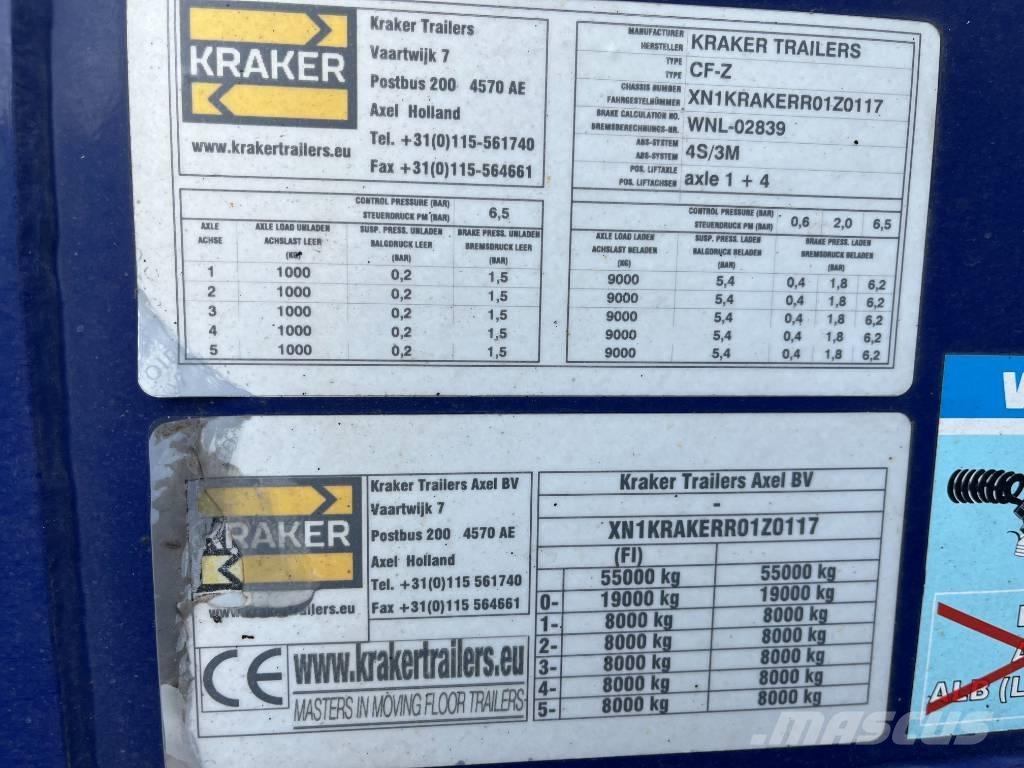 KRAKER
www.krakertrailers.eu
Kraker Trailers
Vaartwijk 7
Postbus 200 4570 AE
Axel Holland
Tel. +31(0)115-561740
Fax +31(0)115-564661
MANUFACTURER
HERSTELLER
KRAKER TRAILERS
TYPE
TYPE
CF-Z
CHASSIS NUMBER
FAHRGESTELNÜMMER
XN1KRAKERR01Z0117
BRAKE CALCULATION NO.
BREMSBERECHNUNGS-NR.
WNL-02839
ABS-SYSTEM
ABS-SYSTEM
4S/3M
POS. LIFTAXLE
POS. LIFTACHSEN
axle 1 + 4
CONTROL PRESSURE (BAR)
STEUERDRUCK PM (BAR)
6,5
AXLE
ACHSE
AXLE LOAD UNLADEN
ACHSLAST LEER
(KG)
SUSP. PRESS. UNLADEN
BALGDRUCK LEER
(BAR)
BRAKE PRESS. UNLADEN
BREMSDRUCK LEER
(BAR)
1 1000 0,2 1,5
2 1000 0,2 1,5
3 1000 0,2 1,5
4 1000 0,2 1,5
5 1000 0,2 1,5
CONTROL PRESSURE (BAR)
STEUERDRUCK PM (BAR)
0,6 2,0 6,5
AXLE LOAD LADEN
ACHSLAST BELADEN
(KG)
SUSP. PRESS. LADEN
BALGDRUCK BELADEN
(BAR)
BRAKE PRESS. LADEN
BREMSDRUCK BELADEN
(BAR)
9000 5,4 0,4 1,8 6,2
9000 5,4 0,4 1,8 6,2
9000 5,4 0,4 1,8 6,2
9000 5,4 0,4 1,8 6,2
9000 5,4 0,4 1,8 6,2
KRAKER
www.krakertrailers.eu
Kraker Trailers Axel BV
Vaartwijk 7
Postbus 200 4570 AE
Axel Holland
Tel. +31(0)115 561740
Fax +31(0)115 564661
CE
www.krakertrailers.eu
MASTERS IN MOVING FLOOR TRAILERS
Kraker Trailers Axel BV
-
XN1KRAKERR01Z0117
(FI)
55000 kg 55000 kg
0- 19000 kg 19000 kg
1- 8000 kg 8000 kg
2- 8000 kg 8000 kg
3- 8000 kg 8000 kg
4- 8000 kg 8000 kg
5- 8000 kg 8000 kg
ALB (L
MASCUS